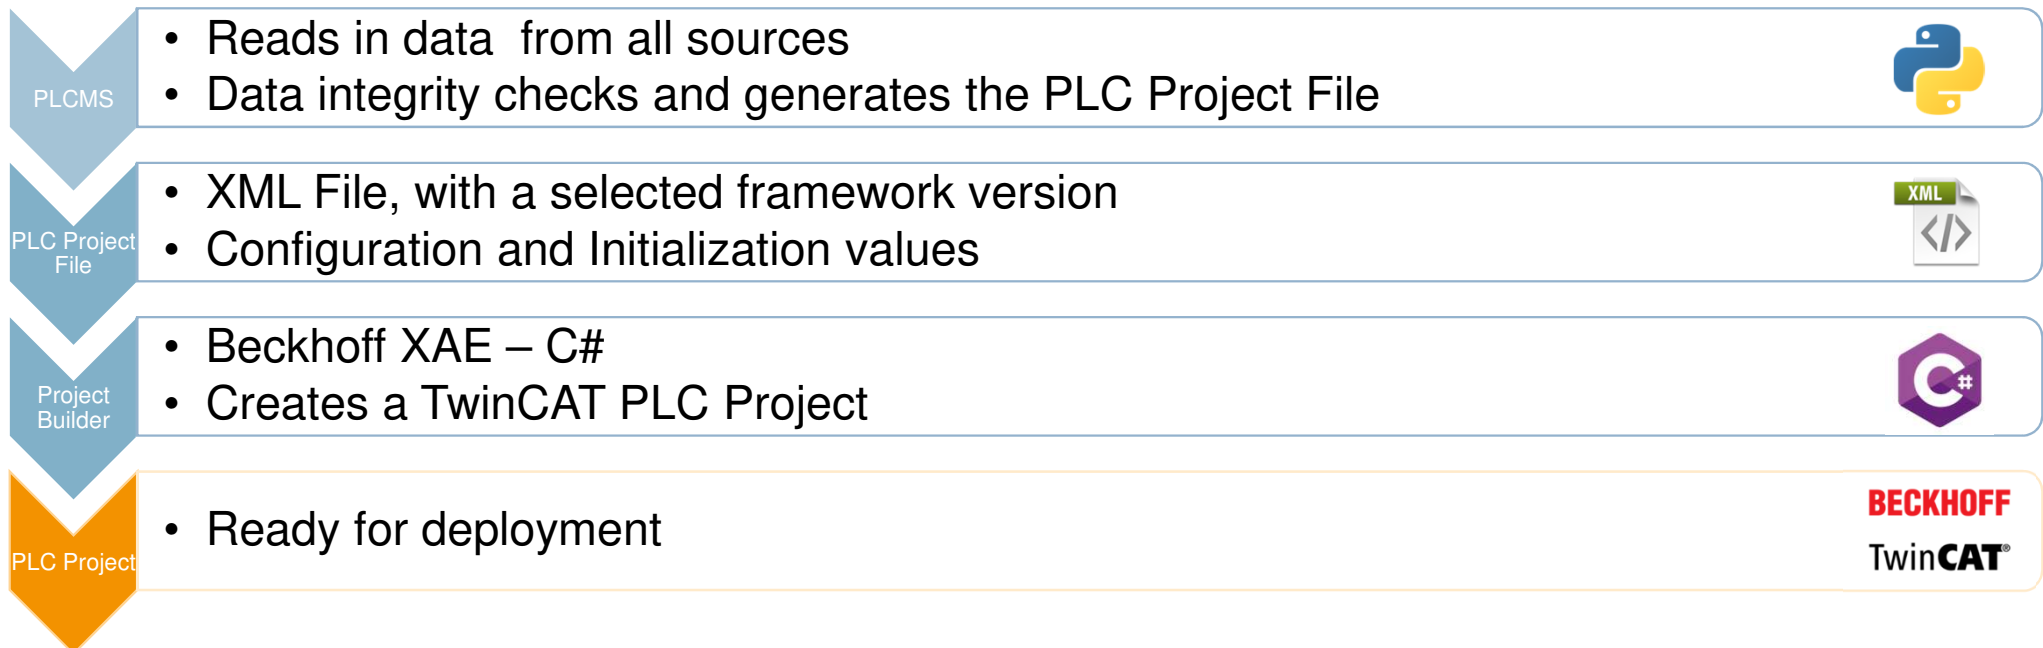 PLCMS
• Reads in data  from all sources
• Data integrity checks and generates the PLC Project File
PLC Project
File
• XML File, with a selected framework version
• Configuration and Initialization values
XML
</>
Project
Builder
• Beckhoff XAE – C#
• Creates a TwinCAT PLC Project
C#
PLC Project
• Ready for deployment
BECKHOFF
TwinCAT®